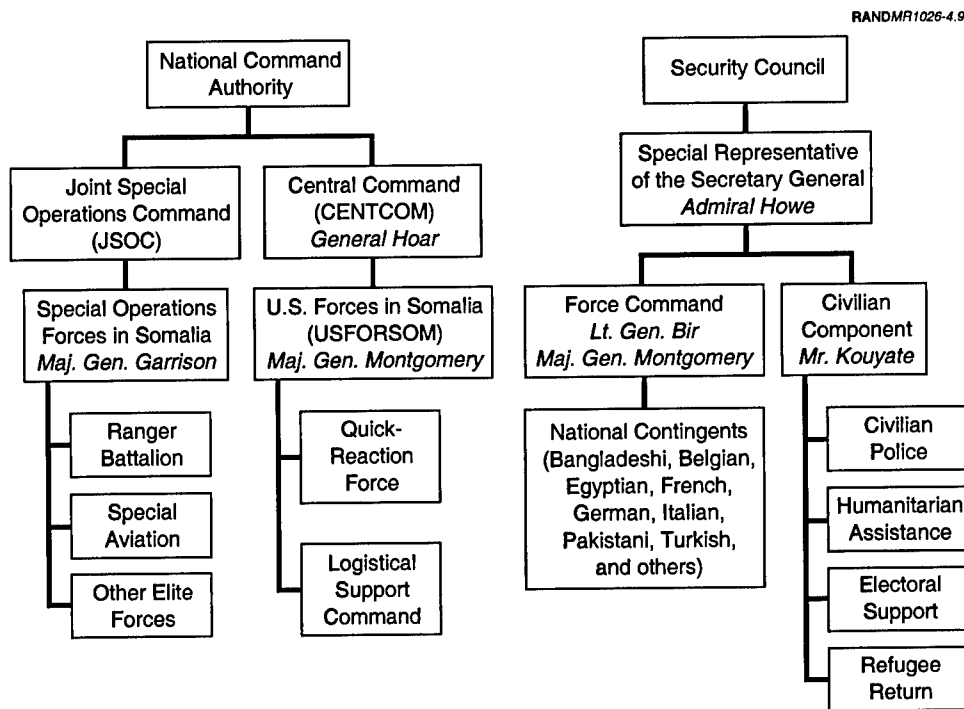 RANDMR1026-4.9
National Command
Authority
Joint Special
Operations Command
(JSOC)
Central Command
(CENTCOM)
General Hoar
Special Operations
Forces in Somalia
Maj. Gen. Garrison
U.S. Forces in Somalia
(USFORSOM)
Maj. Gen. Montgomery
Ranger
Battalion
Special
Aviation
Other Elite
Forces
Quick-
Reaction
Force
Logistical
Support
Command
Security Council
Special Representative
of the Secretary General
Admiral Howe
Force Command
Lt. Gen. Bir
Maj. Gen. Montgomery
Civilian
Component
Mr. Kouyate
National Contingents
(Bangladeshi, Belgian,
Egyptian, French,
German, Italian,
Pakistani, Turkish,
and others)
Civilian
Police
Humanitarian
Assistance
Electoral
Support
Refugee
Return